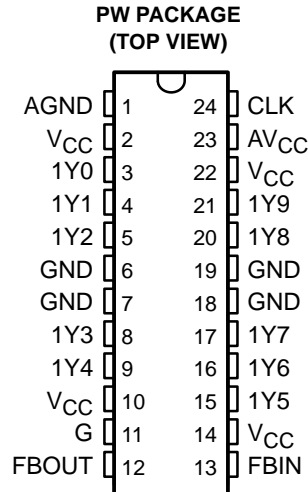 PW PACKAGE
(TOP VIEW)
AGND 1 24 CLK
VCC 2 23 AVCC
1Y0 3 22 VCC
1Y1 4 21 1Y9
1Y2 5 20 1Y8
GND 6 19 GND
GND 7 18 GND
1Y3 8 17 1Y7
1Y4 9 16 1Y6
VCC 10 15 1Y5
G 11 14 VCC
FBOUT 12 13 FBIN